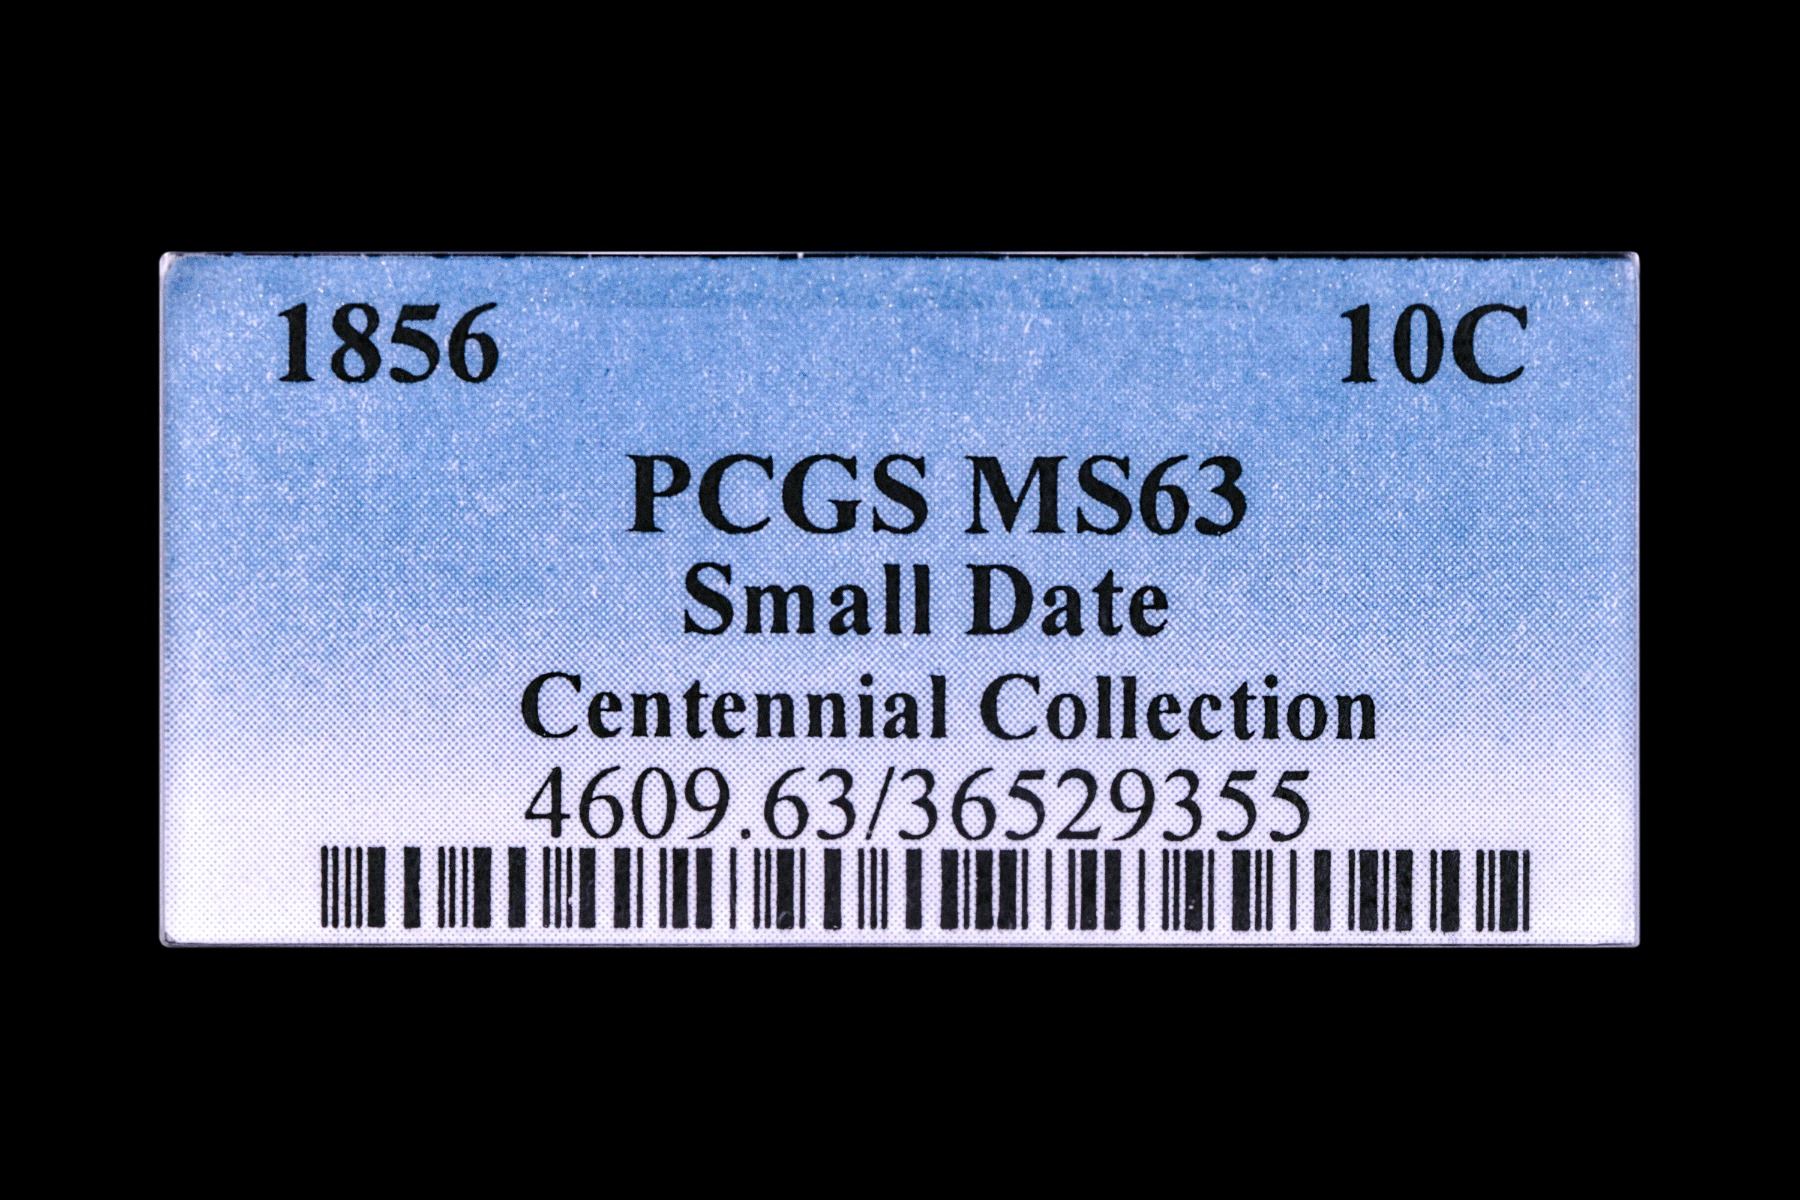 1856 10C
PCGS MS63
Small Date
Centennial Collection
4609.63/36529355